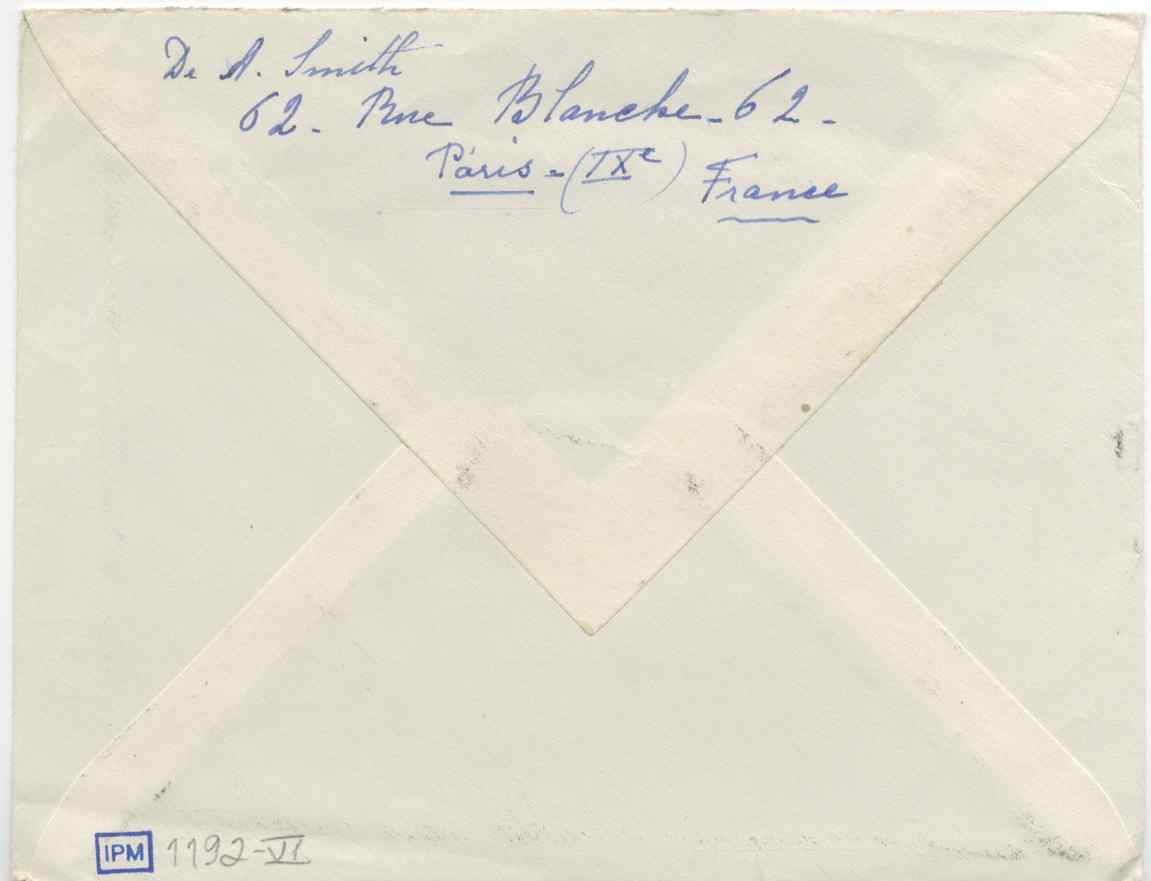 De A. Smith
62- Rue Blanche-62-
Paris-(IXe) France
IPM 1192-VI